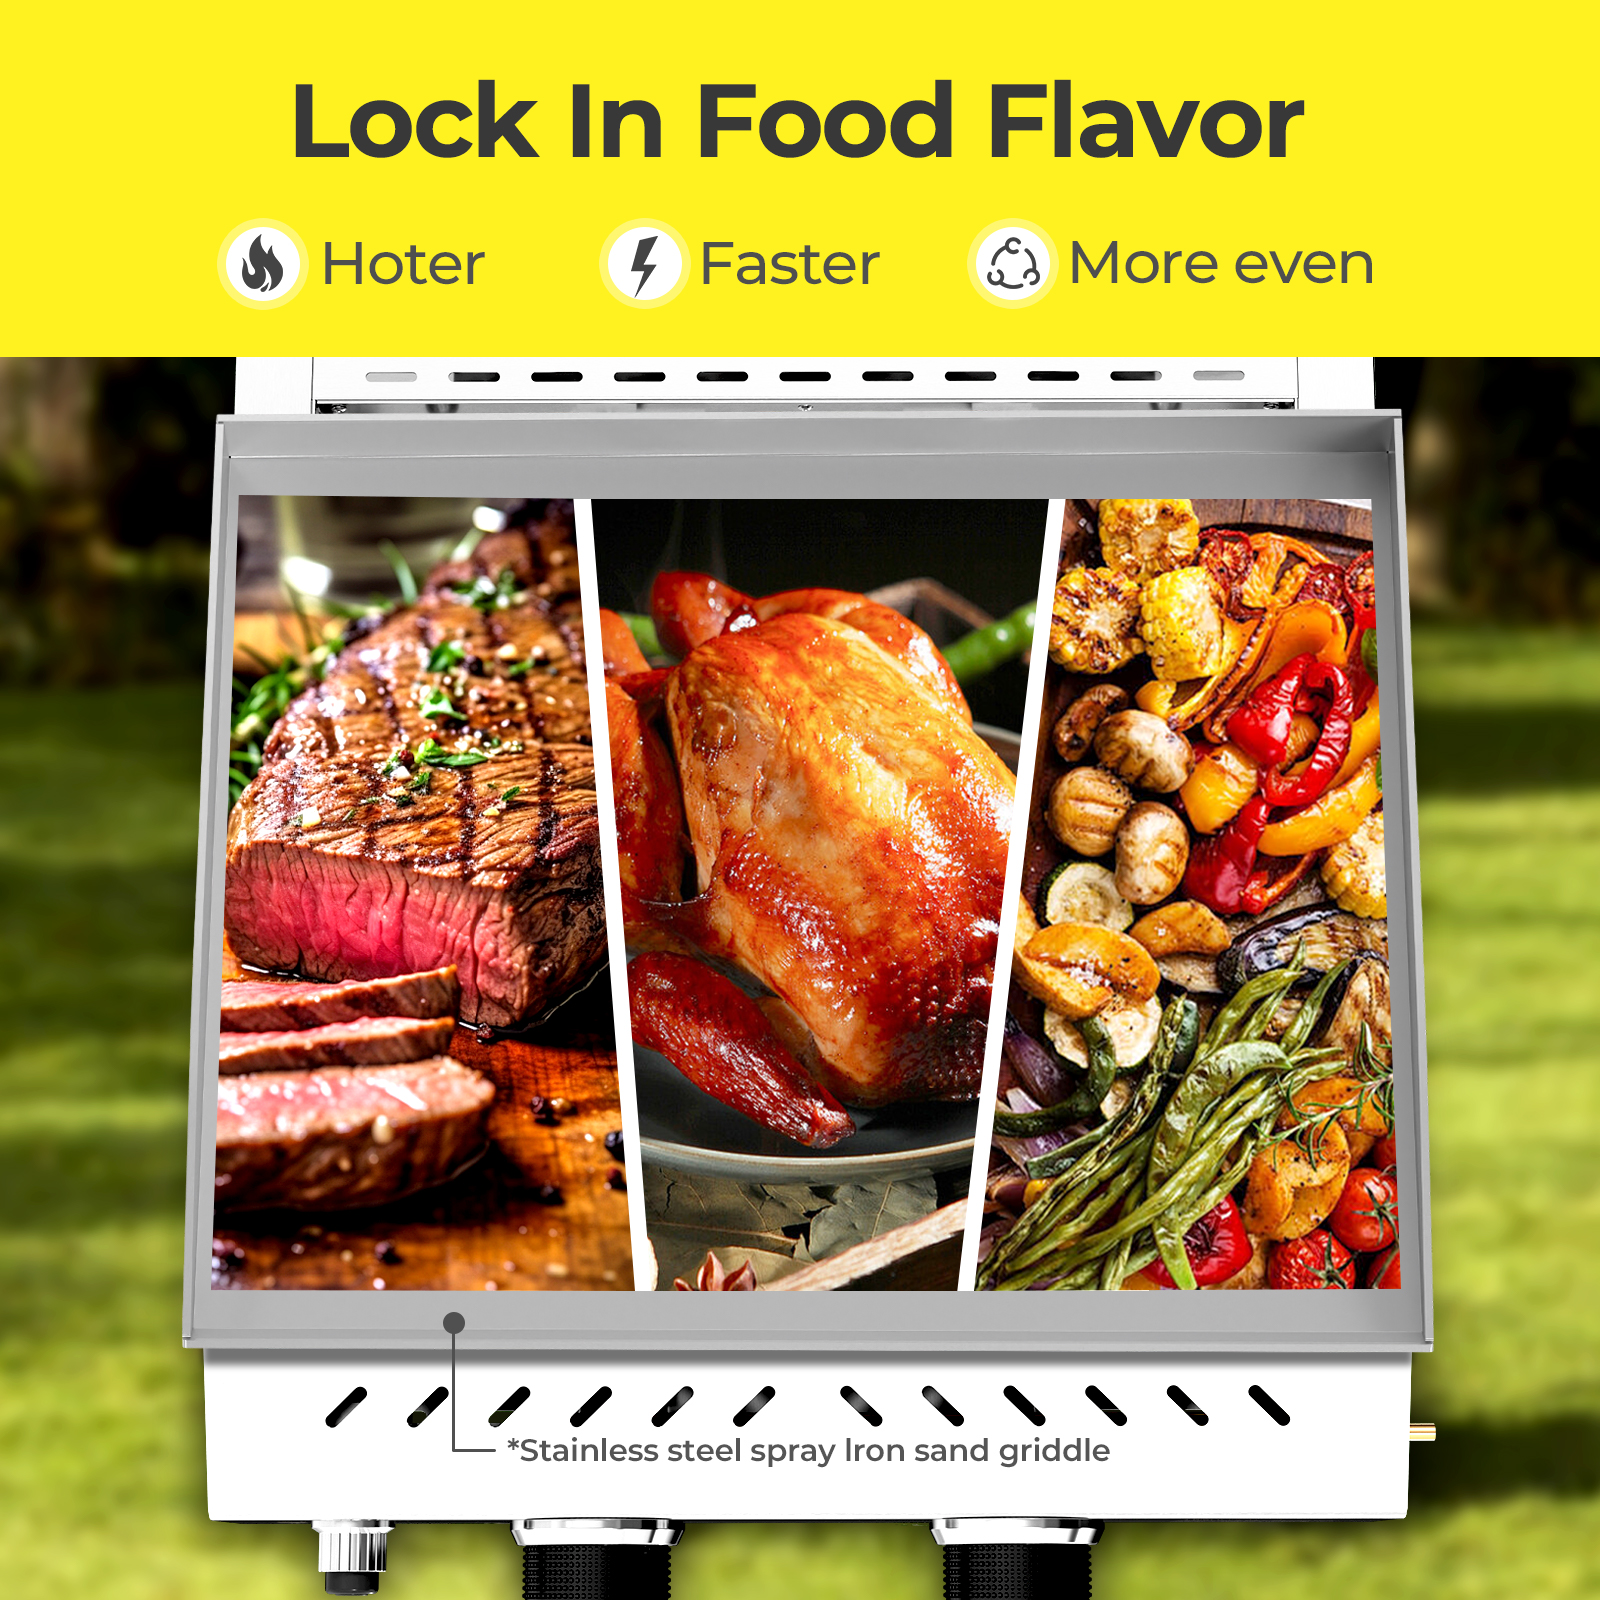 Lock In Food Flavor
Hoter
Faster
More even
*Stainless steel spray Iron sand griddle